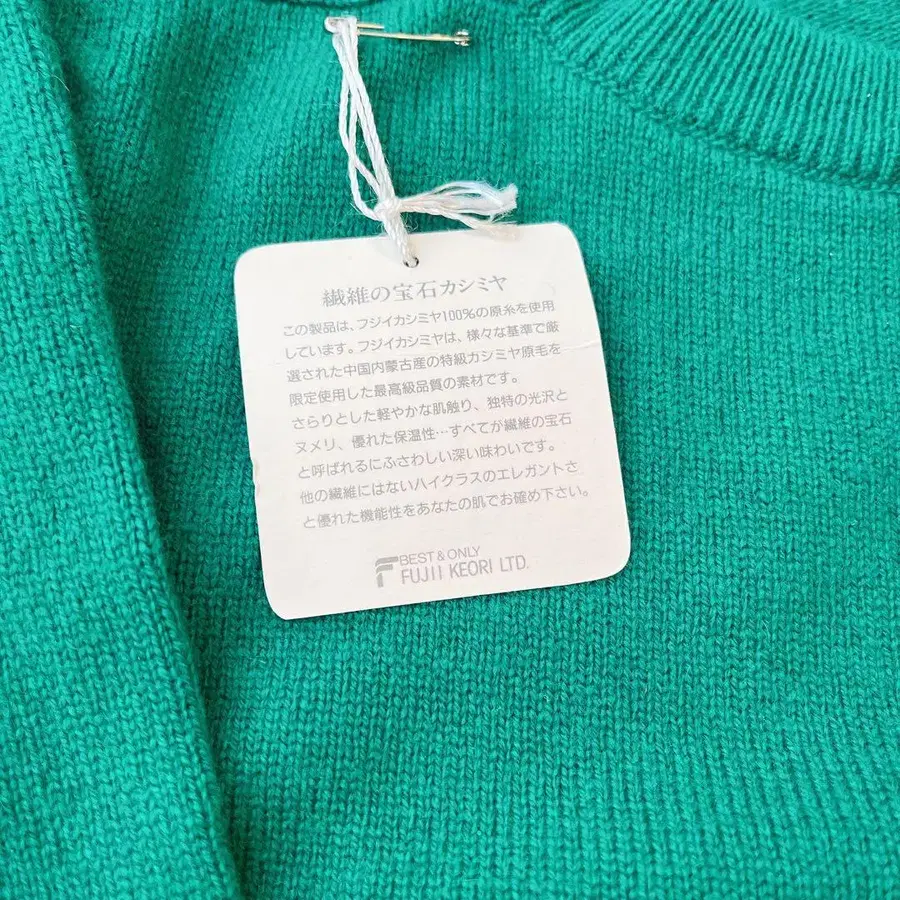 繊維の宝石カシミヤ
この製品は、フジイカシミヤ100%の原糸を使用
しています。フジイカシミヤは、様々な基準で厳
選された中国内蒙古産の特級カシミヤ原毛を
限定使用した最高級品質の素材です。
さらりとした軽やかな肌触り、独特の光沢と
ヌメリ、優れた保温性…すべてが繊維の宝石
と呼ばれるにふさわしい深い味わいです。
他の繊維にはないハイクラスのエレガントさ
と優れた機能性をあなたの肌でお確め下さい。
BEST & ONLY
FUJII KEORI LTD.